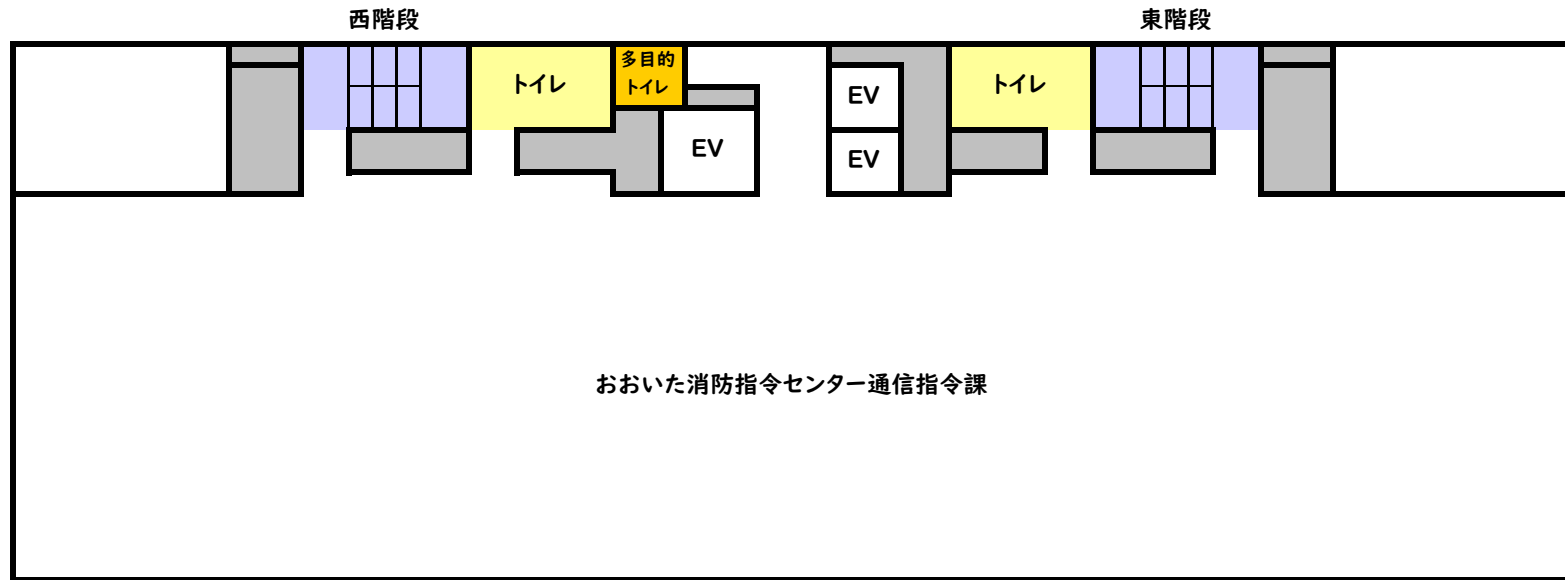 西階段
東階段
多目的
トイレ
トイレ
EV
EV
EV
トイレ
おおいた消防指令センター通信指令課